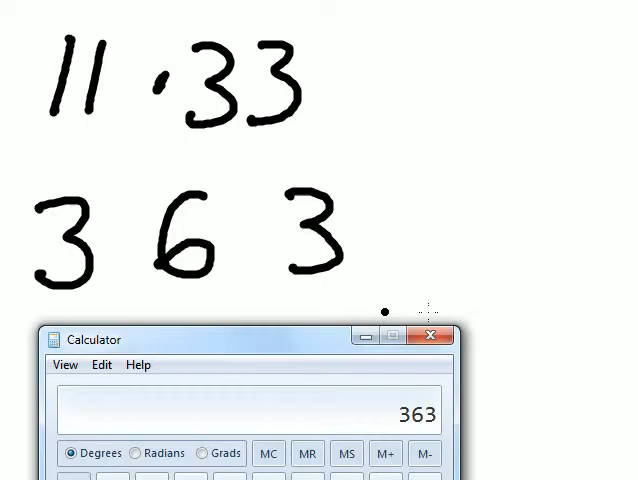 11 · 33
3 6 3
Calculator
View Edit Help
363
Degrees Radians Grads MC MR MS M+ M-